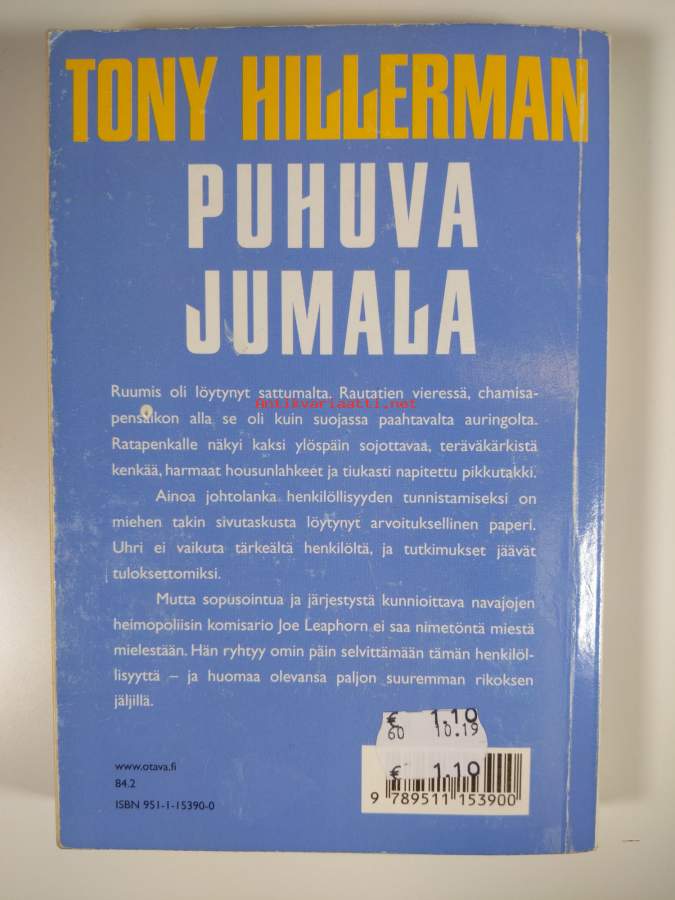 TONY HILLERMAN
PUHUVA
JUMALA
Ruumis oli löytynyt sattumalta. Rautatien vieressä, chamisa-
Antikvariaatti.net
pensaikon alla se oli kuin suojassa paahtavalta auringolta.
Ratapenkalle näkyi kaksi ylöspäin sojottavaa, teräväkärkistä
kenkää, harmaat housunlahkeet ja tiukasti napitettu pikkutakki.
Ainoa johtolanka henkilöllisyyden tunnistamiseksi on
miehen takin sivutaskusta löytynyt arvoituksellinen paperi.
Uhri ei vaikuta tärkeältä henkilöltä, ja tutkimukset jäävät
tuloksettomiksi.
Mutta sopusointua ja järjestystä kunnioittava navajojen
heimopoliisin komisario Joe Leaphorn ei saa nimetöntä miestä
mielestään. Hän ryhtyy omin päin selvittämään tämän henkilöl-
lisyyttä – ja huomaa olevansa paljon suuremman rikoksen
jäljillä.
€ 1.10
60 10.19
€ 1.10
www.otava.fi
84.2
ISBN 951-1-15390-0
9 789511 153900